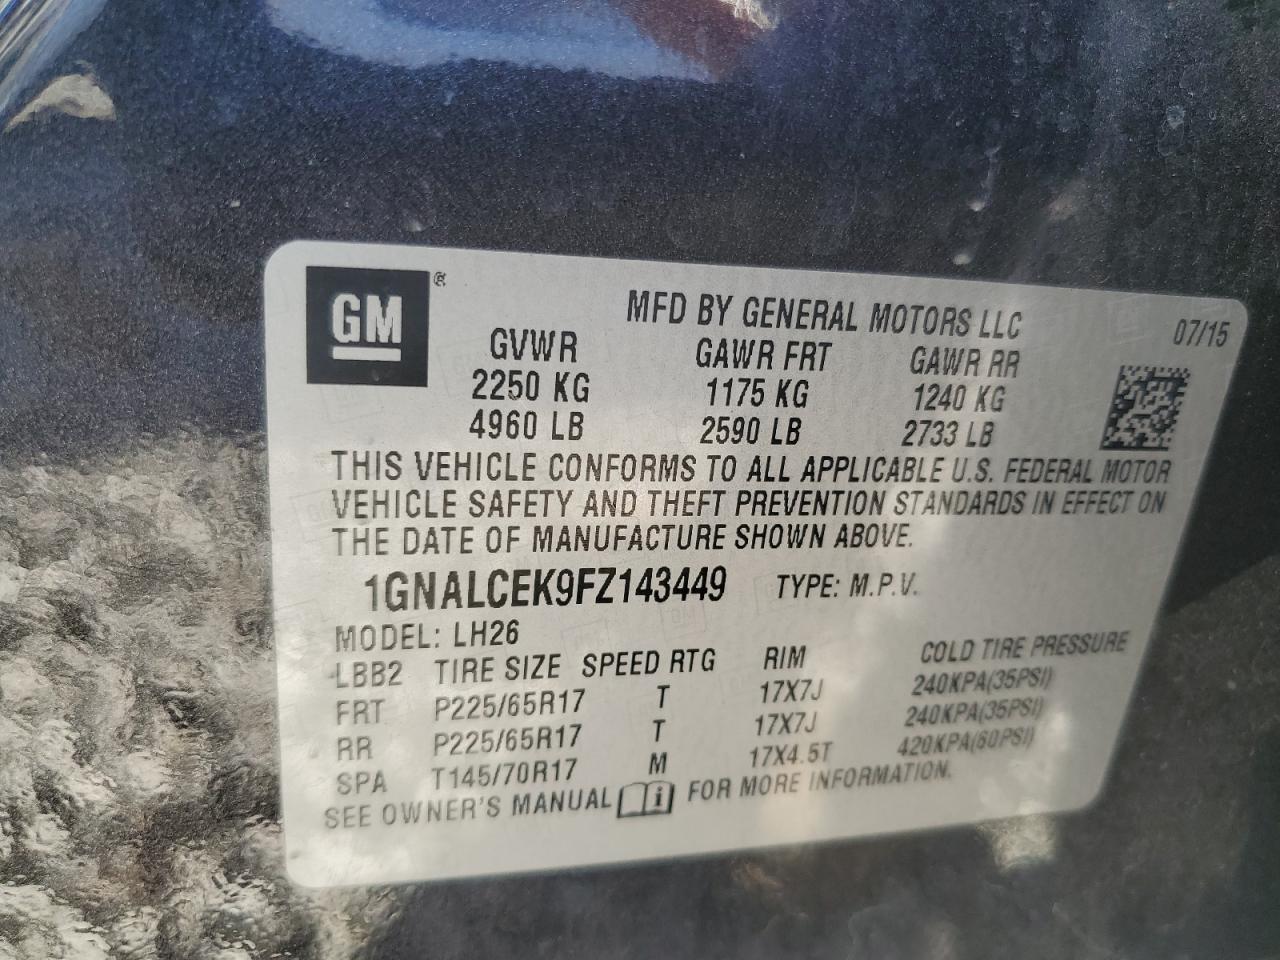 GM ®
MFD BY GENERAL MOTORS LLC 07/15
GVWR GAWR FRT GAWR RR
2250 KG 1175 KG 1240 KG
4960 LB 2590 LB 2733 LB
THIS VEHICLE CONFORMS TO ALL APPLICABLE U.S. FEDERAL MOTOR
VEHICLE SAFETY AND THEFT PREVENTION STANDARDS IN EFFECT ON
THE DATE OF MANUFACTURE SHOWN ABOVE.
1GNALCEK9FZ143449 TYPE: M.P.V.
MODEL: LH26
LBB2 TIRE SIZE SPEED RTG RIM COLD TIRE PRESSURE
FRT P225/65R17 T 17X7J 240KPA(35PSI)
RR P225/65R17 T 17X7J 240KPA(35PSI)
SPA T145/70R17 M 17X4.5T 420KPA(60PSI)
SEE OWNER'S MANUAL FOR MORE INFORMATION.